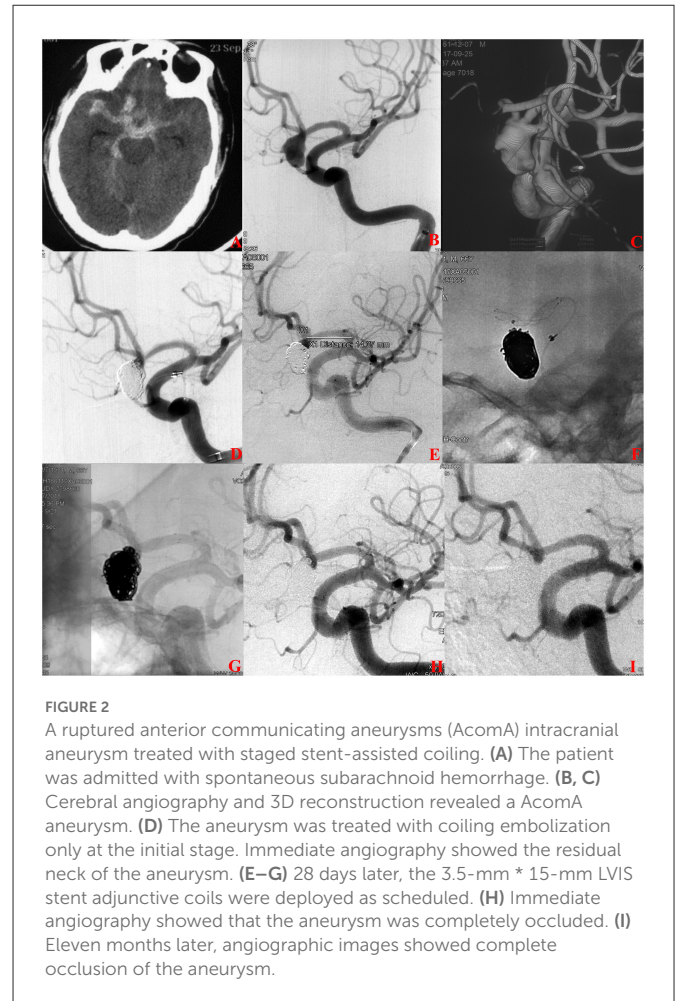 23 Sep
A
B
C
D
E
F
G
H
I
FIGURE 2
A ruptured anterior communicating aneurysms (AcomA) intracranial
aneurysm treated with staged stent-assisted coiling. (A) The patient
was admitted with spontaneous subarachnoid hemorrhage. (B, C)
Cerebral angiography and 3D reconstruction revealed a AcomA
aneurysm. (D) The aneurysm was treated with coiling embolization
only at the initial stage. Immediate angiography showed the residual
neck of the aneurysm. (E–G) 28 days later, the 3.5-mm * 15-mm LVIS
stent adjunctive coils were deployed as scheduled. (H) Immediate
angiography showed that the aneurysm was completely occluded. (I)
Eleven months later, angiographic images showed complete
occlusion of the aneurysm.